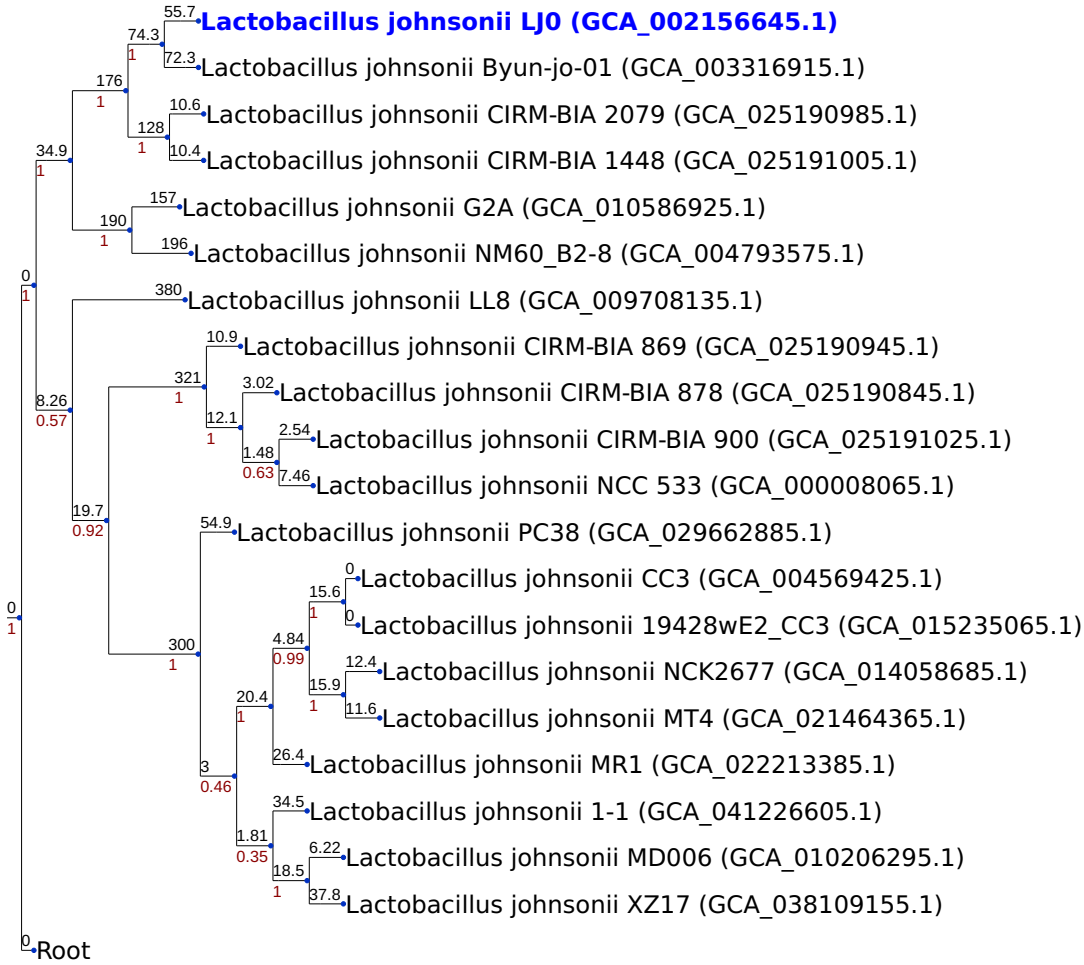 55.7
Lactobacillus johnsonii LJ0 (GCA_002156645.1)
74.3
1
72.3
Lactobacillus johnsonii Byun-jo-01 (GCA_003316915.1)
176
1
10.6
Lactobacillus johnsonii CIRM-BIA 2079 (GCA_025190985.1)
128
1
10.4
Lactobacillus johnsonii CIRM-BIA 1448 (GCA_025191005.1)
34.9
1
157
Lactobacillus johnsonii G2A (GCA_010586925.1)
190
1
196
Lactobacillus johnsonii NM60_B2-8 (GCA_004793575.1)
0
1
380
Lactobacillus johnsonii LL8 (GCA_009708135.1)
10.9
Lactobacillus johnsonii CIRM-BIA 869 (GCA_025190945.1)
321
1
3.02
Lactobacillus johnsonii CIRM-BIA 878 (GCA_025190845.1)
8.26
0.57
12.1
1
2.54
Lactobacillus johnsonii CIRM-BIA 900 (GCA_025191025.1)
1.48
0.63
7.46
Lactobacillus johnsonii NCC 533 (GCA_000008065.1)
19.7
0.92
54.9
Lactobacillus johnsonii PC38 (GCA_029662885.1)
0
Lactobacillus johnsonii CC3 (GCA_004569425.1)
15.6
1
0
Lactobacillus johnsonii 19428wE2_CC3 (GCA_015235065.1)
0
1
4.84
0.99
300
1
12.4
Lactobacillus johnsonii NCK2677 (GCA_014058685.1)
15.9
1
11.6
Lactobacillus johnsonii MT4 (GCA_021464365.1)
20.4
1
26.4
Lactobacillus johnsonii MR1 (GCA_022213385.1)
3
0.46
34.5
Lactobacillus johnsonii 1-1 (GCA_041226605.1)
1.81
0.35
6.22
Lactobacillus johnsonii MD006 (GCA_010206295.1)
18.5
1
37.8
Lactobacillus johnsonii XZ17 (GCA_038109155.1)
0
Root